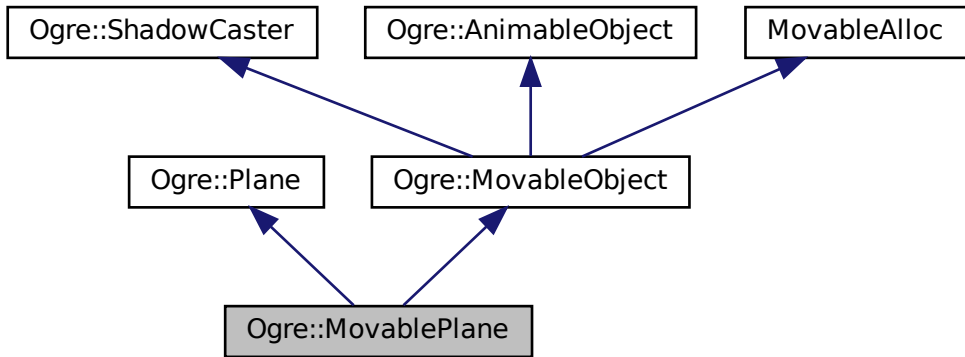 Ogre::ShadowCaster
Ogre::AnimableObject
MovableAlloc
Ogre::Plane
Ogre::MovableObject
Ogre::MovablePlane